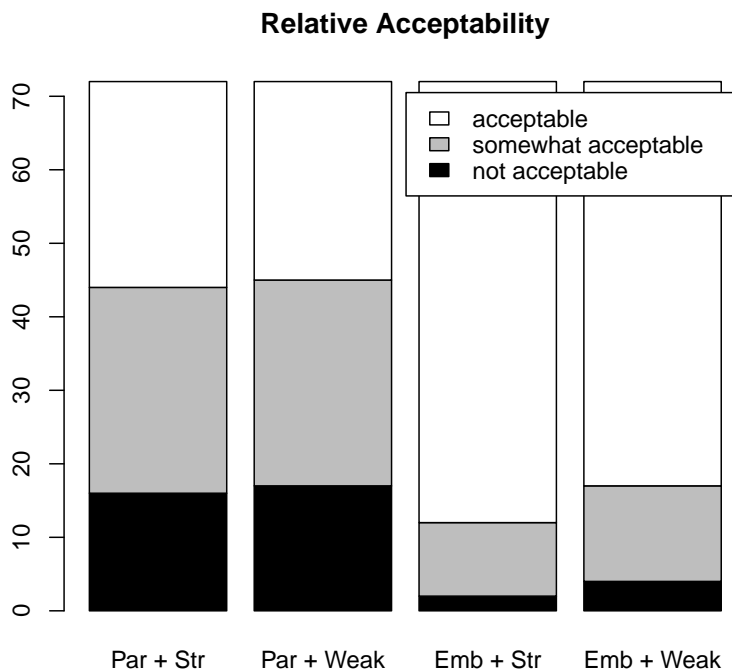 Relative Acceptability
70
60
50
40
30
20
10
0
acceptable
somewhat acceptable
not acceptable
Par + Str
Par + Weak
Emb + Str
Emb + Weak